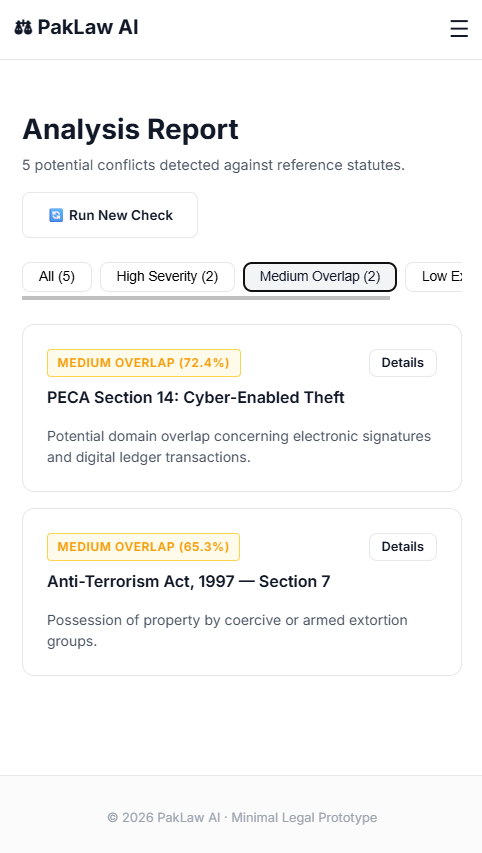 PakLaw AI
Analysis Report
5 potential conflicts detected against reference statutes.
Run New Check
All (5)
High Severity (2)
Medium Overlap (2)
Low Ex
MEDIUM OVERLAP (72.4%)
Details
PECA Section 14: Cyber-Enabled Theft
Potential domain overlap concerning electronic signatures
and digital ledger transactions.
MEDIUM OVERLAP (65.3%)
Details
Anti-Terrorism Act, 1997 — Section 7
Possession of property by coercive or armed extortion
groups.
© 2026 PakLaw AI · Minimal Legal Prototype